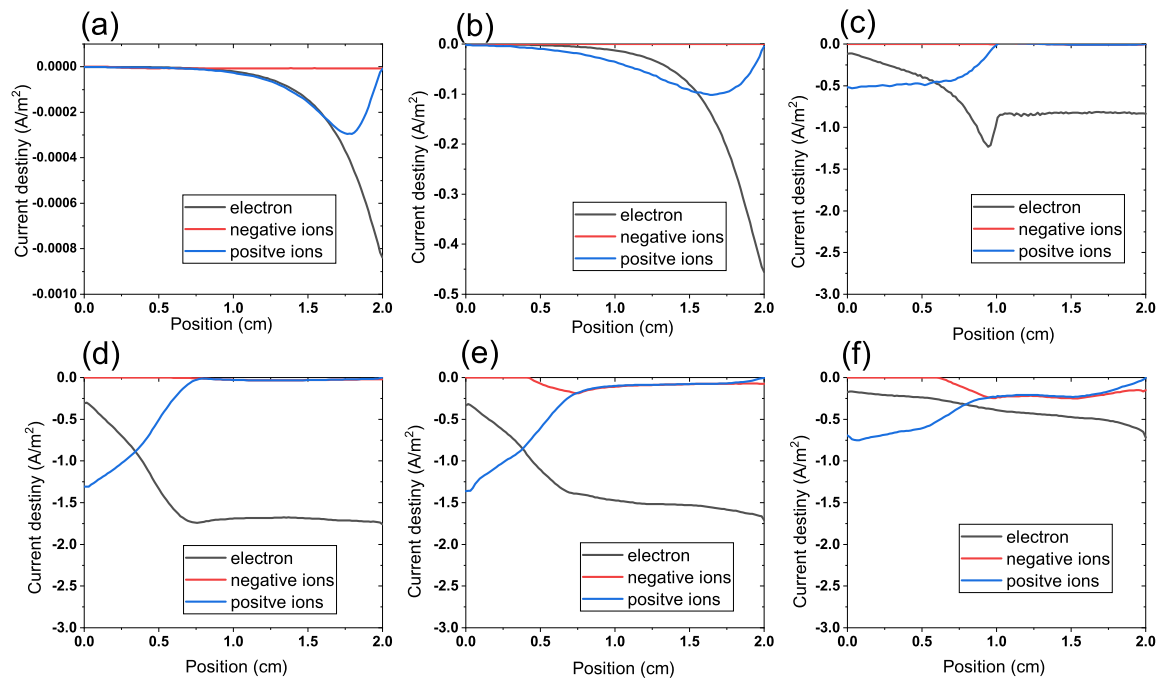 (a)
Current destiny (A/m²)
0.0000
-0.0002
-0.0004
-0.0006
-0.0008
-0.0010
electron
negative ions
positve ions
0.0 0.5 1.0 1.5 2.0
Position (cm)
(b)
Current destiny (A/m²)
0.0
-0.1
-0.2
-0.3
-0.4
-0.5
electron
negative ions
positve ions
0.0 0.5 1.0 1.5 2.0
Position (cm)
(c)
Current destiny (A/m²)
0.0
-0.5
-1.0
-1.5
-2.0
-2.5
-3.0
electron
negative ions
positve ions
0.0 0.5 1.0 1.5 2.0
Position (cm)
(d)
Current destiny (A/m²)
0.0
-0.5
-1.0
-1.5
-2.0
-2.5
-3.0
electron
negative ions
positve ions
0.0 0.5 1.0 1.5 2.0
Position (cm)
(e)
Current destiny (A/m²)
0.0
-0.5
-1.0
-1.5
-2.0
-2.5
-3.0
electron
negative ions
positve ions
0.0 0.5 1.0 1.5 2.0
Position (cm)
(f)
Current destiny (A/m²)
0.0
-0.5
-1.0
-1.5
-2.0
-2.5
-3.0
electron
negative ions
positve ions
0.0 0.5 1.0 1.5 2.0
Position (cm)